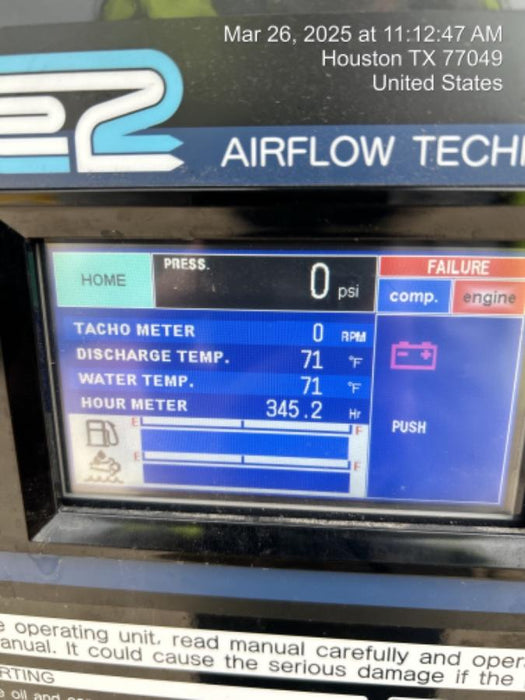 Mar 26, 2025 at 11:12:47 AM
Houston TX 77049
United States
AIRFLOW TECH
HOME
PRESS. 0 psi
FAILURE
comp. engine
TACHO METER 0 RPM
DISCHARGE TEMP. 71 °F
WATER TEMP. 71 °F
HOUR METER 345.2 Hr
PUSH
E F
E F
operating unit, read manual carefully and oper
anual. It could cause the serious damage if the
RTING
oil and